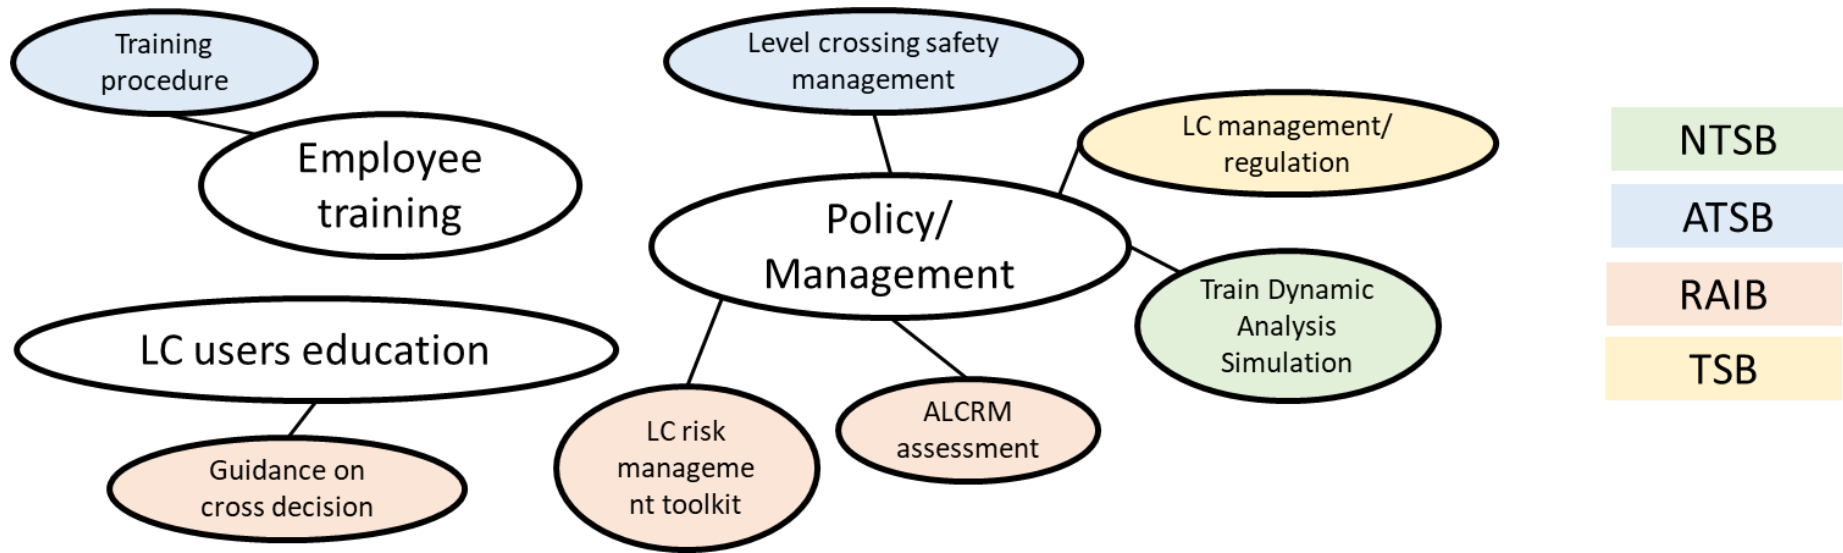 Training
procedure
Employee
training
LC users education
Guidance on
cross decision
Level crossing safety
management
LC management/
regulation
Policy/
Management
Train Dynamic
Analysis
Simulation
LC risk
manageme
nt toolkit
ALCRM
assessment
NTSB
ATSB
RAIB
TSB